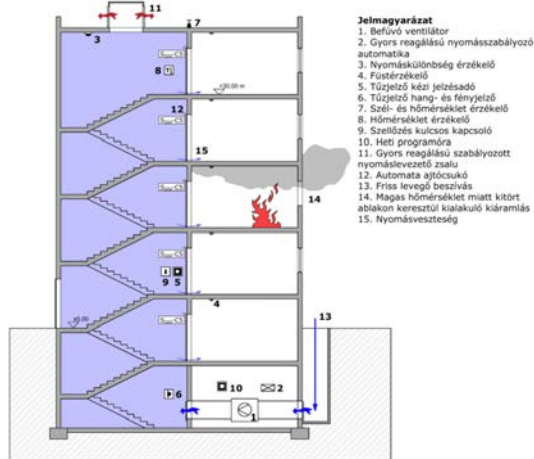 11
7
3
8
<30,00 m
12
15
14
9 5
4
±0,00
13
6
10
2
1
Jelmagyarázat
1. Befúvó ventilátor
2. Gyors reagálású nyomásszabályozó
automatika
3. Nyomáskülönbség érzékelő
4. Füstérzékelő
5. Tűzjelző kézi jelzésadó
6. Tűzjelző hang- és fényjelző
7. Szél- és hőmérséklet érzékelő
8. Hőmérséklet érzékelő
9. Szellőzés kulcsos kapcsoló
10. Heti programóra
11. Gyors reagálású szabályozott
nyomáslevezető zsalu
12. Automata ajtócsukó
13. Friss levegő beszívás
14. Magas hőmérséklet miatt kitört
ablakon keresztül kialakuló kiáramlás
15. Nyomásveszteség